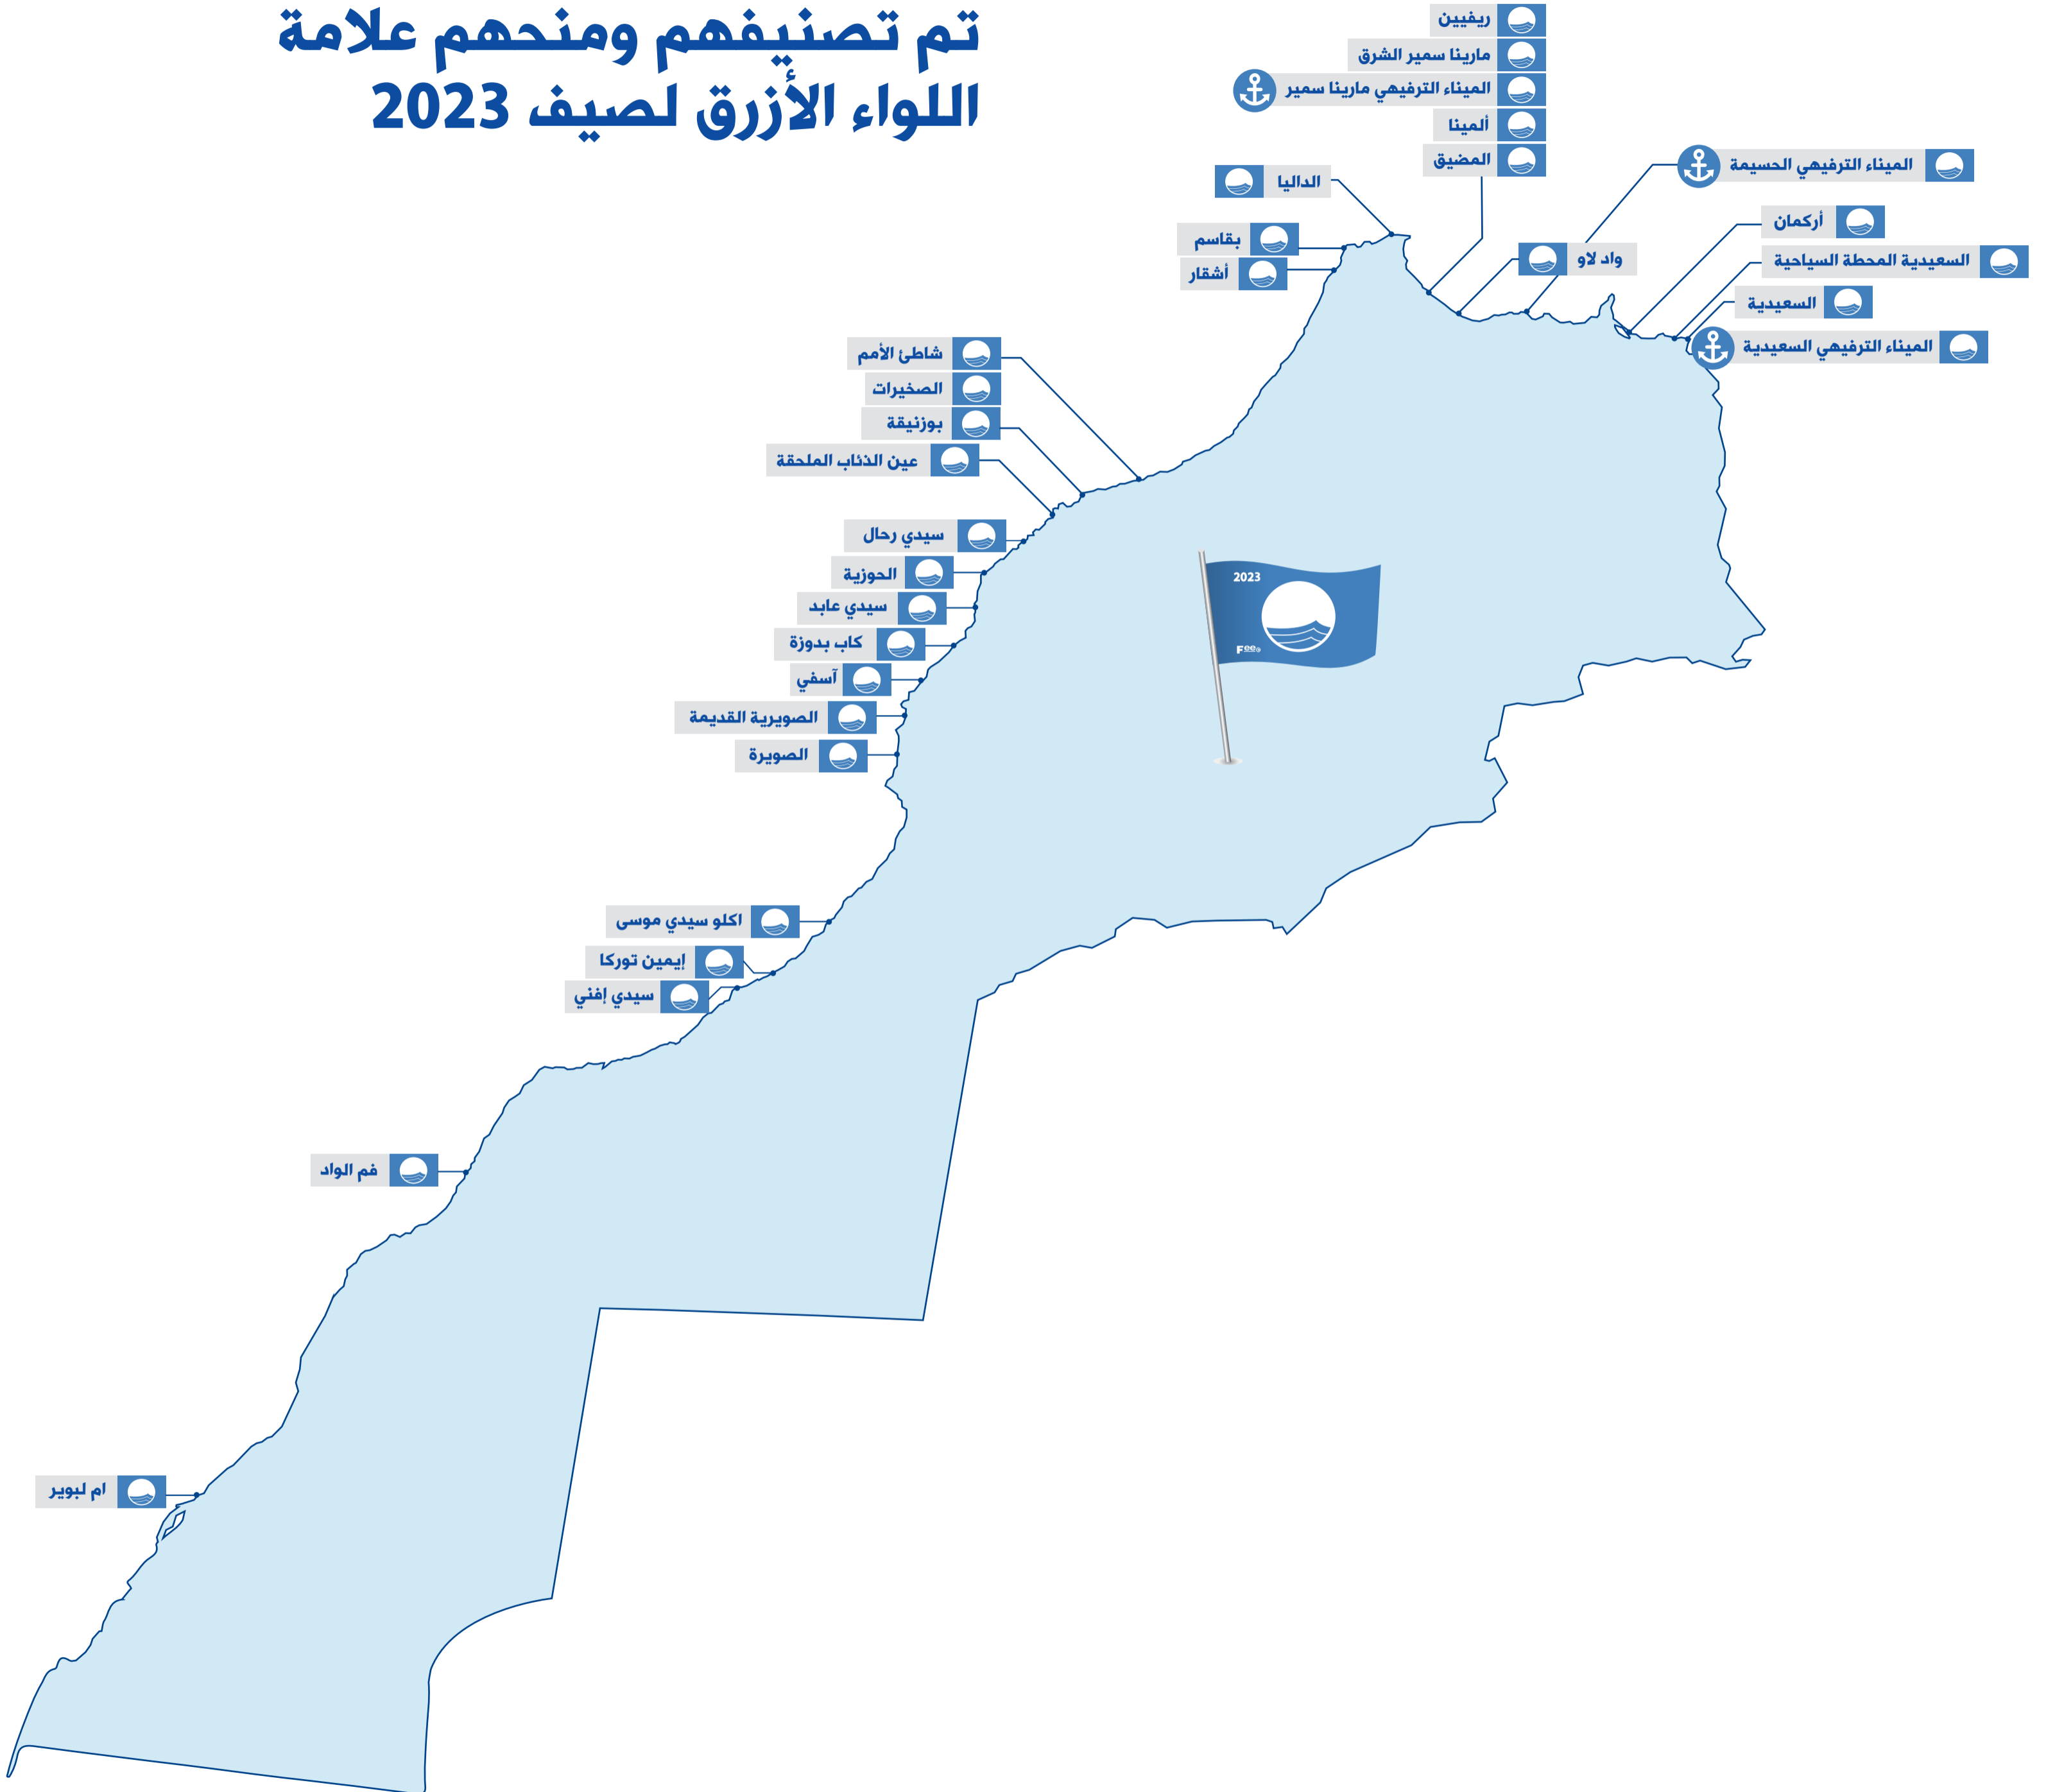 تم تصنيفهم ومنحهم علامة
اللواء الأزرق لصيف 2023
ريفيين
مارينا سمير الشرق
الميناء الترفيهي مارينا سمير
ألمينا
المضيق
الميناء الترفيهي الحسيمة
الداليا
أركمان
بقاسم
واد لاو
السعيدية المحطة السياحية
أشقار
السعيدية
الميناء الترفيهي السعيدية
شاطئ الأمم
الصخيرات
بوزنيقة
عين الذئاب الملحقة
سيدي رحال
الحوزية
2023
سيدي عابد
كاب بدوزة
Fee
آسفي
الصويرية القديمة
الصويرة
اكلو سيدي موسى
إيمين توركا
سيدي إفني
فم الواد
ام لبوير